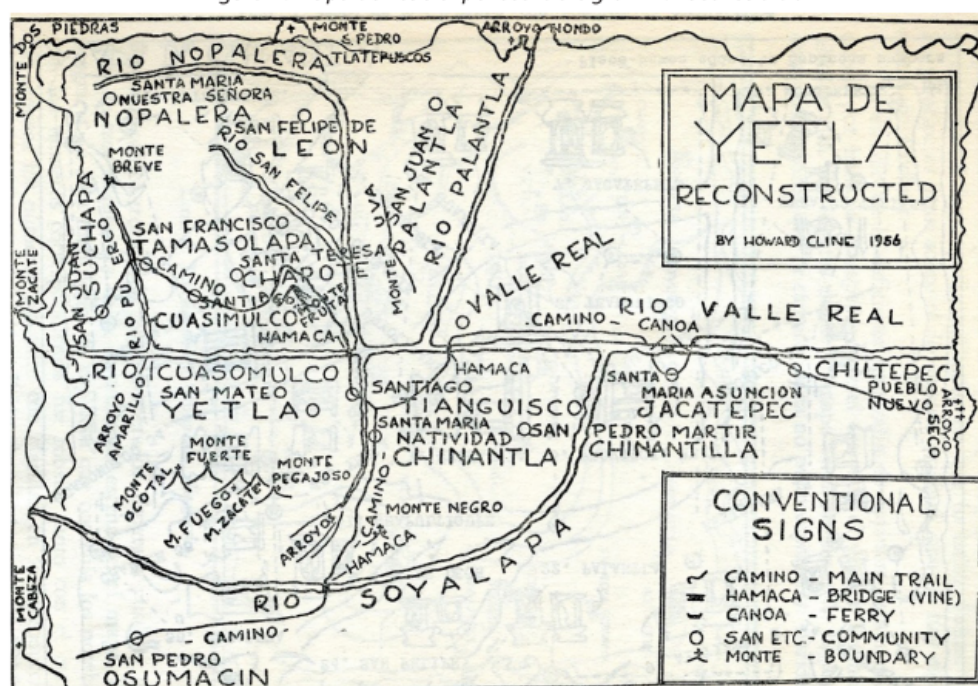 MONTE DOS PIEDRAS
RIO NOPALERA
MONTE
S. PEDRO
TLATEPUSCOS
ARROYO HONDO
SANTA MARIA
NUESTRA SEÑORA
NOPALERA
SAN FELIPE DE
LEON
RIO SAN FELIPE
SAN JUAN
PALANTLA
RIO PALANTLA
MONTE UVA
MAPA DE
YETLA
RECONSTRUCTED
BY HOWARD CLINE 1956
MONTE
BREVE
MONTE
ZACATE
SAN JUAN
SUCHAPA
RIO PUERCO
SAN FRANCISCO
TAMASOLAPA
CAMINO
SANTA TERESA
CHAPO
CUASIMULCO
HAMACA
VALLE REAL
CAMINO
CANOA
RIO VALLE REAL
RIO CUASOMULCO
HAMACA
SAN MATEO
YETLAO
SANTIAGO
TIANGUISCO
SANTA MARIA
NATIVIDAD
CHINANTLA
SANTA
MARIA ASUNCION
JACATEPEC
SAN
PEDRO MARTIR
CHINANTILLA
CHILTEPEC
PUEBLO
NUEVO
ARROYO
SECO
ARROYO
AMARILLO
MONTE
OCOTAL
MONTE
FUERTE
M. FUEGO
M. ZACATE
MONTE
PEGAJOSO
ARROYOS
CAMINO
HAMACA
MONTE NEGRO
RIO SOYALAPA
MONTE
CABEZA
CAMINO
SAN PEDRO
OSUMACIN
CONVENTIONAL
SIGNS
CAMINO - MAIN TRAIL
HAMACA - BRIDGE (VINE)
CANOA - FERRY
SAN ETC. - COMMUNITY
MONTE - BOUNDARY